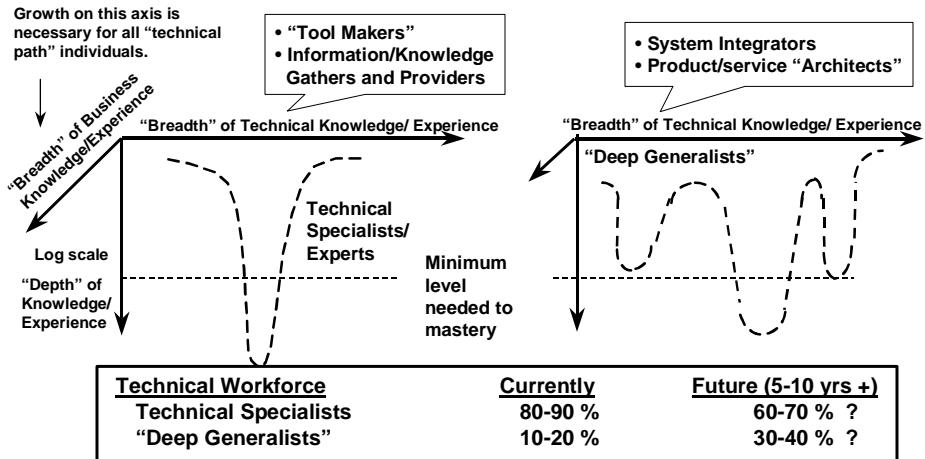 Growth on this axis is
necessary for all “technical
path” individuals.
• “Tool Makers”
• Information/Knowledge
Gathers and Providers
• System Integrators
• Product/service “Architects”
“Breadth” of Business
Knowledge/Experience
“Breadth” of Technical Knowledge/ Experience
“Breadth” of Technical Knowledge/ Experience
“Deep Generalists”
Technical
Specialists/
Experts
Log scale
“Depth” of
Knowledge/
Experience
Minimum
level
needed to
mastery
Technical Workforce Currently Future (5-10 yrs +)
Technical Specialists 80-90 % 60-70 % ?
“Deep Generalists” 10-20 % 30-40 % ?